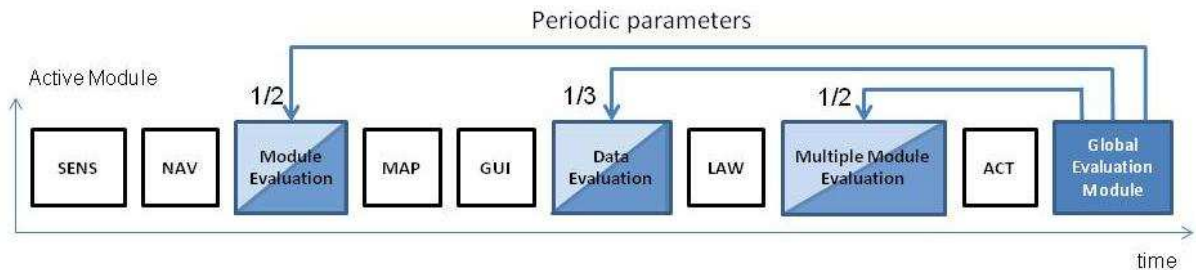 Periodic parameters
Active Module
1/2
1/3
1/2
SENS
NAV
Module
Evaluation
MAP
GUI
Data
Evaluation
LAW
Multiple Module
Evaluation
ACT
Global
Evaluation
Module
time